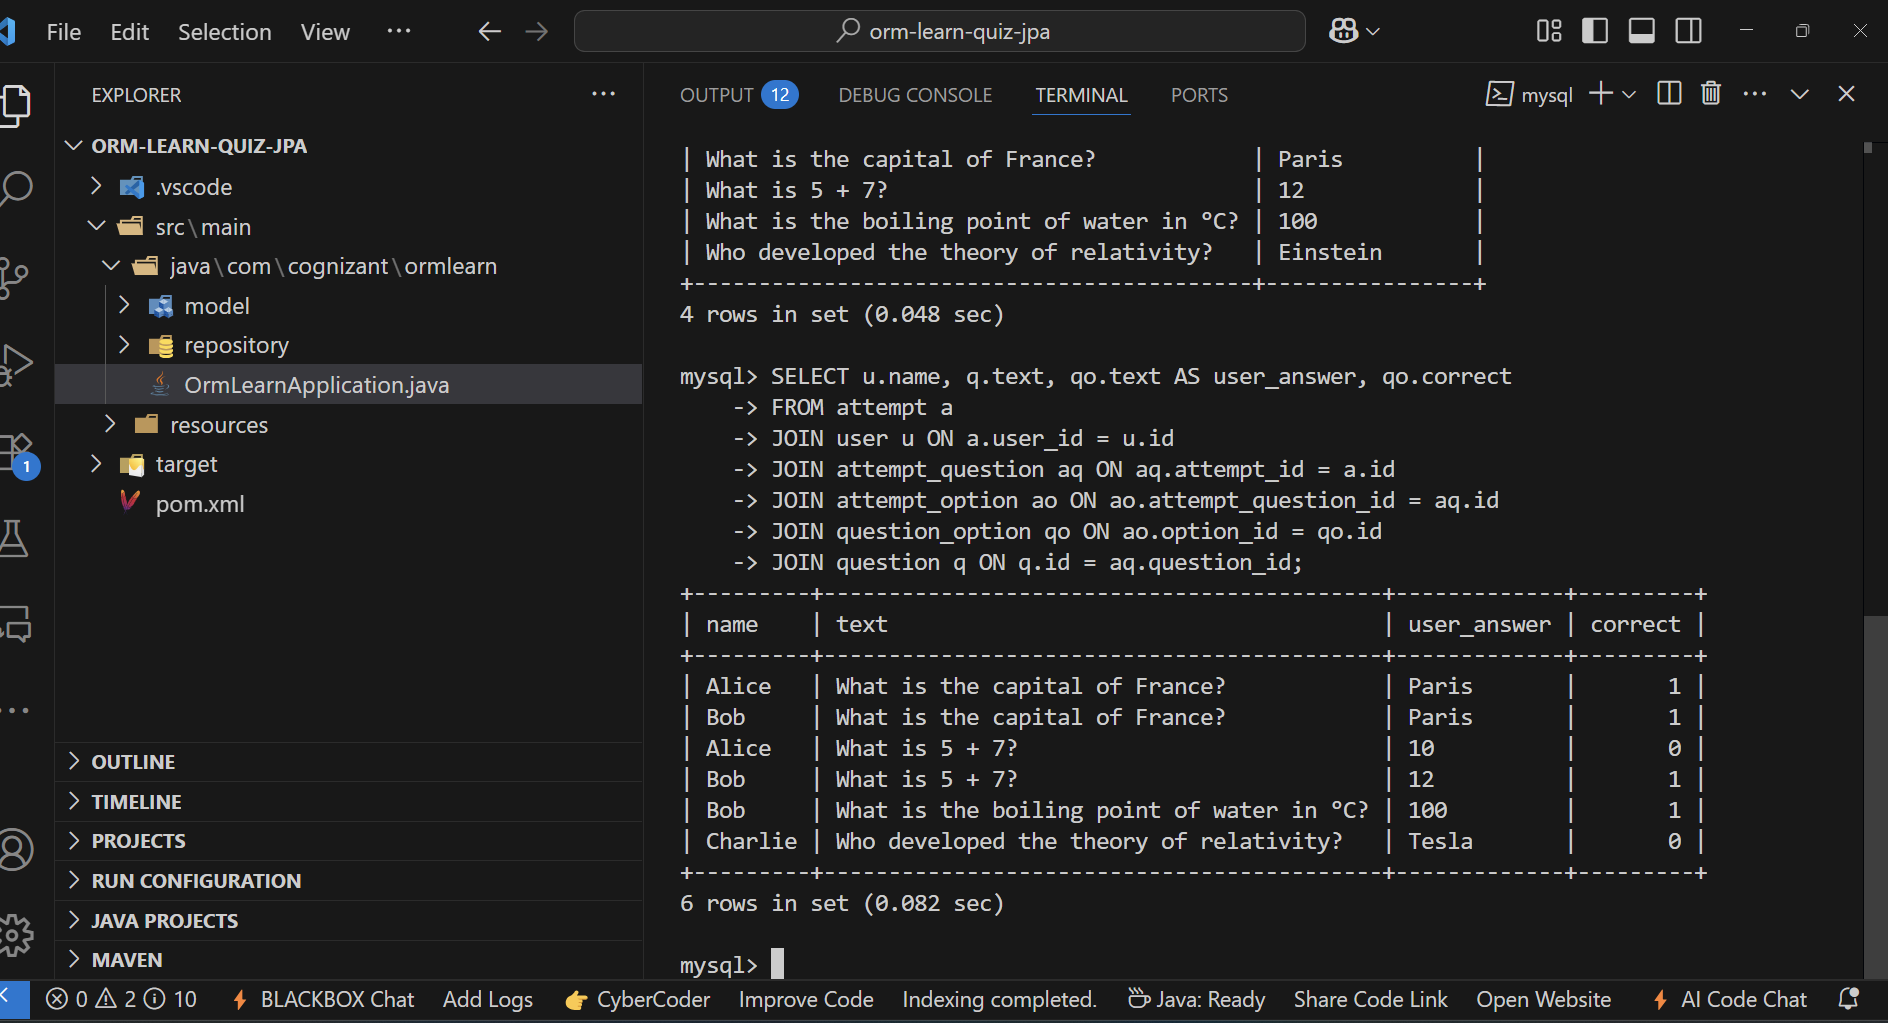 File Edit Selection View ···
orm-learn-quiz-jpa
EXPLORER ···
ORM-LEARN-QUIZ-JPA
.vscode
src\main
java\com\cognizant\ormlearn
model
repository
OrmLearnApplication.java
resources
target
pom.xml
1
OUTLINE
TIMELINE
PROJECTS
RUN CONFIGURATION
JAVA PROJECTS
MAVEN
OUTPUT 12 DEBUG CONSOLE TERMINAL PORTS
mysql
| What is the capital of France?            | Paris          |
| What is 5 + 7?                            | 12             |
| What is the boiling point of water in °C? | 100            |
| Who developed the theory of relativity?   | Einstein       |
+-------------------------------------------+----------------+
4 rows in set (0.048 sec)
mysql> SELECT u.name, q.text, qo.text AS user_answer, qo.correct
    -> FROM attempt a
    -> JOIN user u ON a.user_id = u.id
    -> JOIN attempt_question aq ON aq.attempt_id = a.id
    -> JOIN attempt_option ao ON ao.attempt_question_id = aq.id
    -> JOIN question_option qo ON ao.option_id = qo.id
    -> JOIN question q ON q.id = aq.question_id;
+---------+-------------------------------------------+-------------+---------+
| name    | text                                      | user_answer | correct |
+---------+-------------------------------------------+-------------+---------+
| Alice   | What is the capital of France?            | Paris       |       1 |
| Bob     | What is the capital of France?            | Paris       |       1 |
| Alice   | What is 5 + 7?                            | 10          |       0 |
| Bob     | What is 5 + 7?                            | 12          |       1 |
| Bob     | What is the boiling point of water in °C? | 100         |       1 |
| Charlie | Who developed the theory of relativity?   | Tesla       |       0 |
+---------+-------------------------------------------+-------------+---------+
6 rows in set (0.082 sec)
mysql>
0 2 10 BLACKBOX Chat Add Logs CyberCoder Improve Code Indexing completed. Java: Ready Share Code Link Open Website AI Code Chat